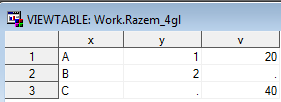 VIEWTABLE: Work.Razem_4gl
x y v
1 A 1 20
2 B 2 .
3 C . 40